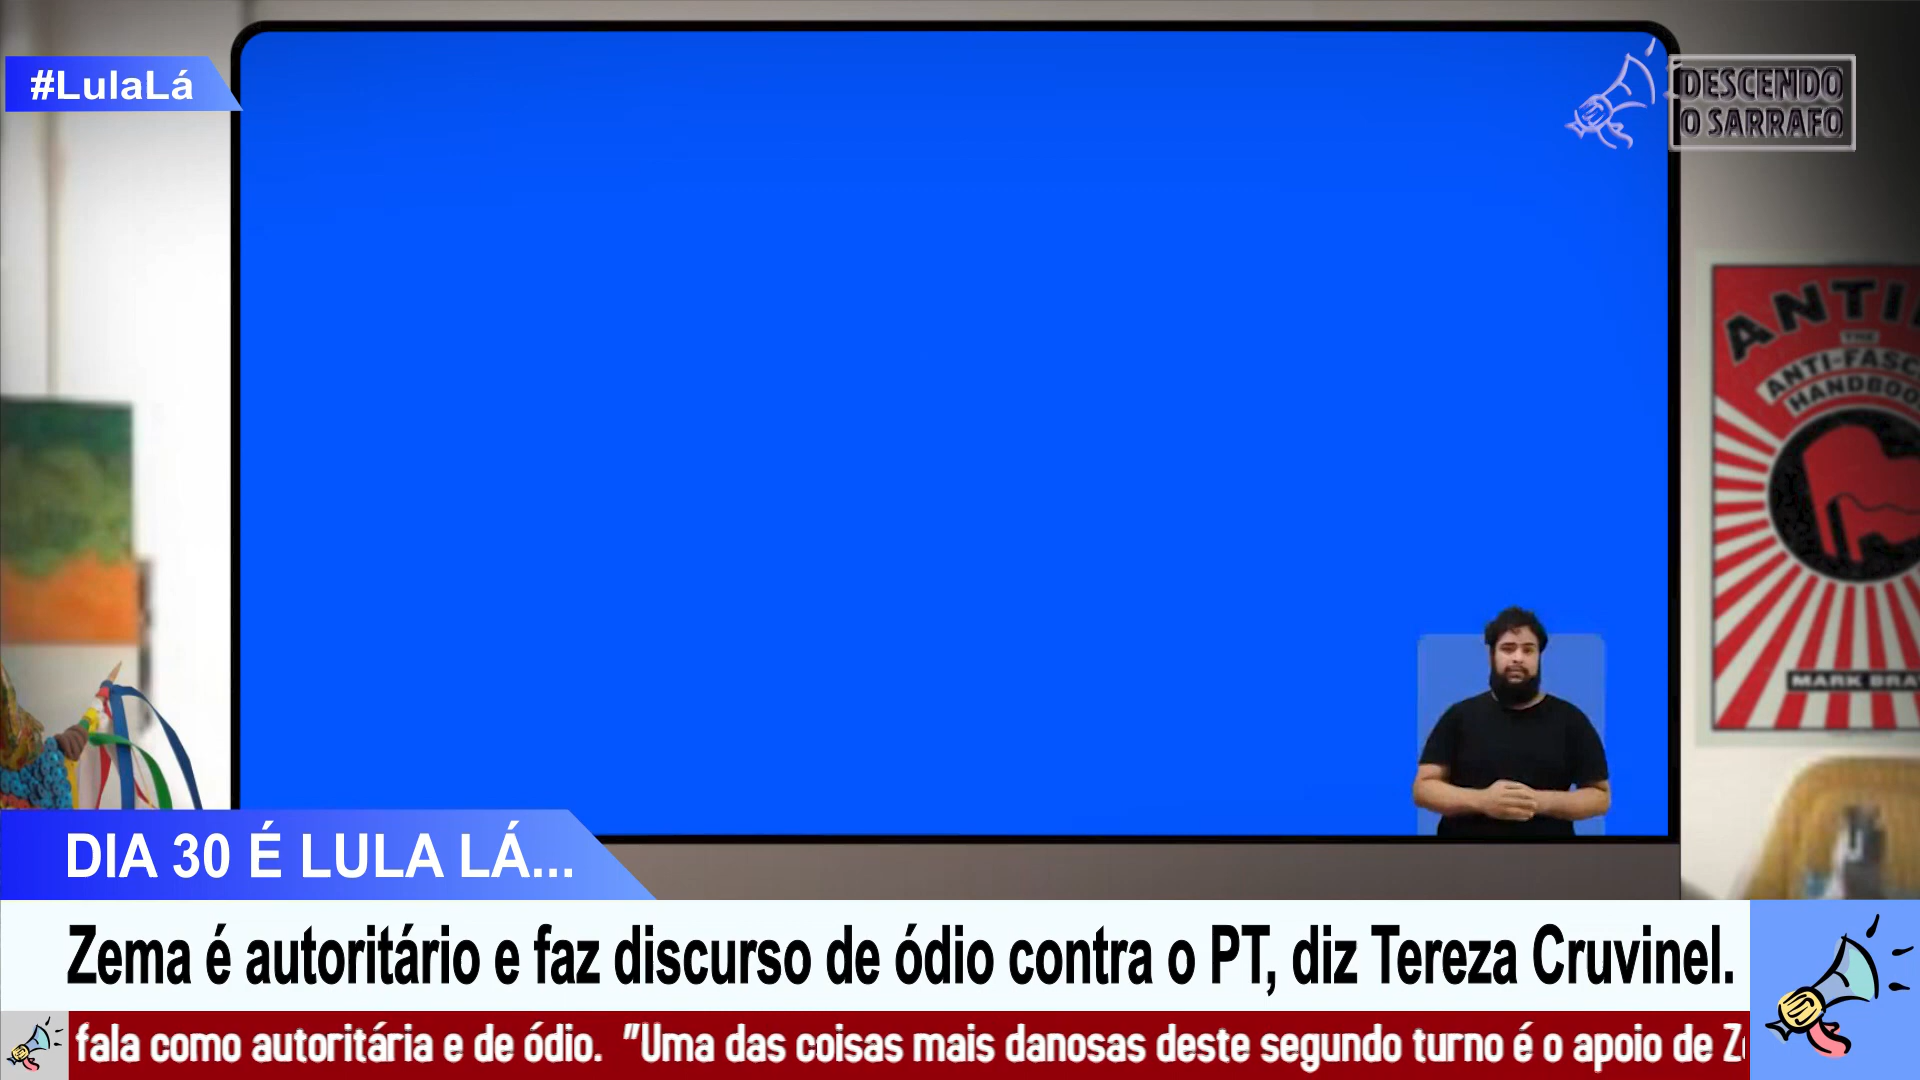 #LulaLá
DESCENDO
O SARRAFO
THE
ANTI-FASC
HANDBOO
MARK BRA
DIA 30 É LULA LÁ...
Zema é autoritário e faz discurso de ódio contra o PT, diz Tereza Cruvinel.
fala como autoritária e de ódio. "Uma das coisas mais danosas deste segundo turno é o apoio de